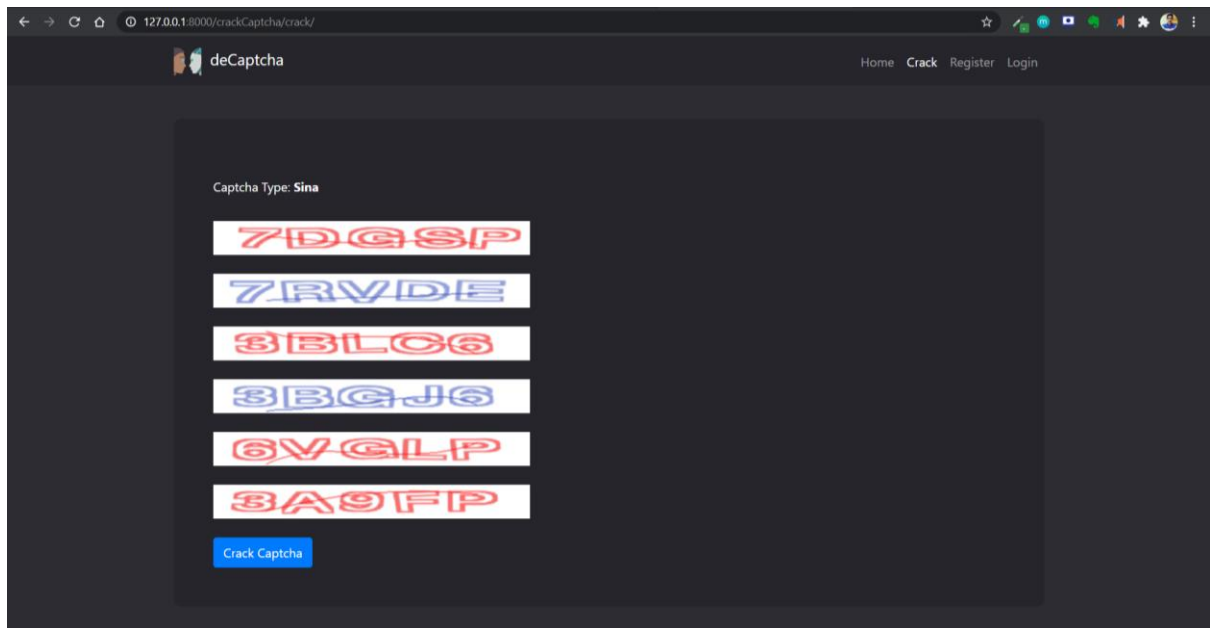 127.0.0.1:8000/crackCaptcha/crack/
deCaptcha
Home Crack Register Login
Captcha Type: Sina
7DGSP
7RVDE
3BLC6
3BGJ6
6VGLP
3A9FP
Crack Captcha